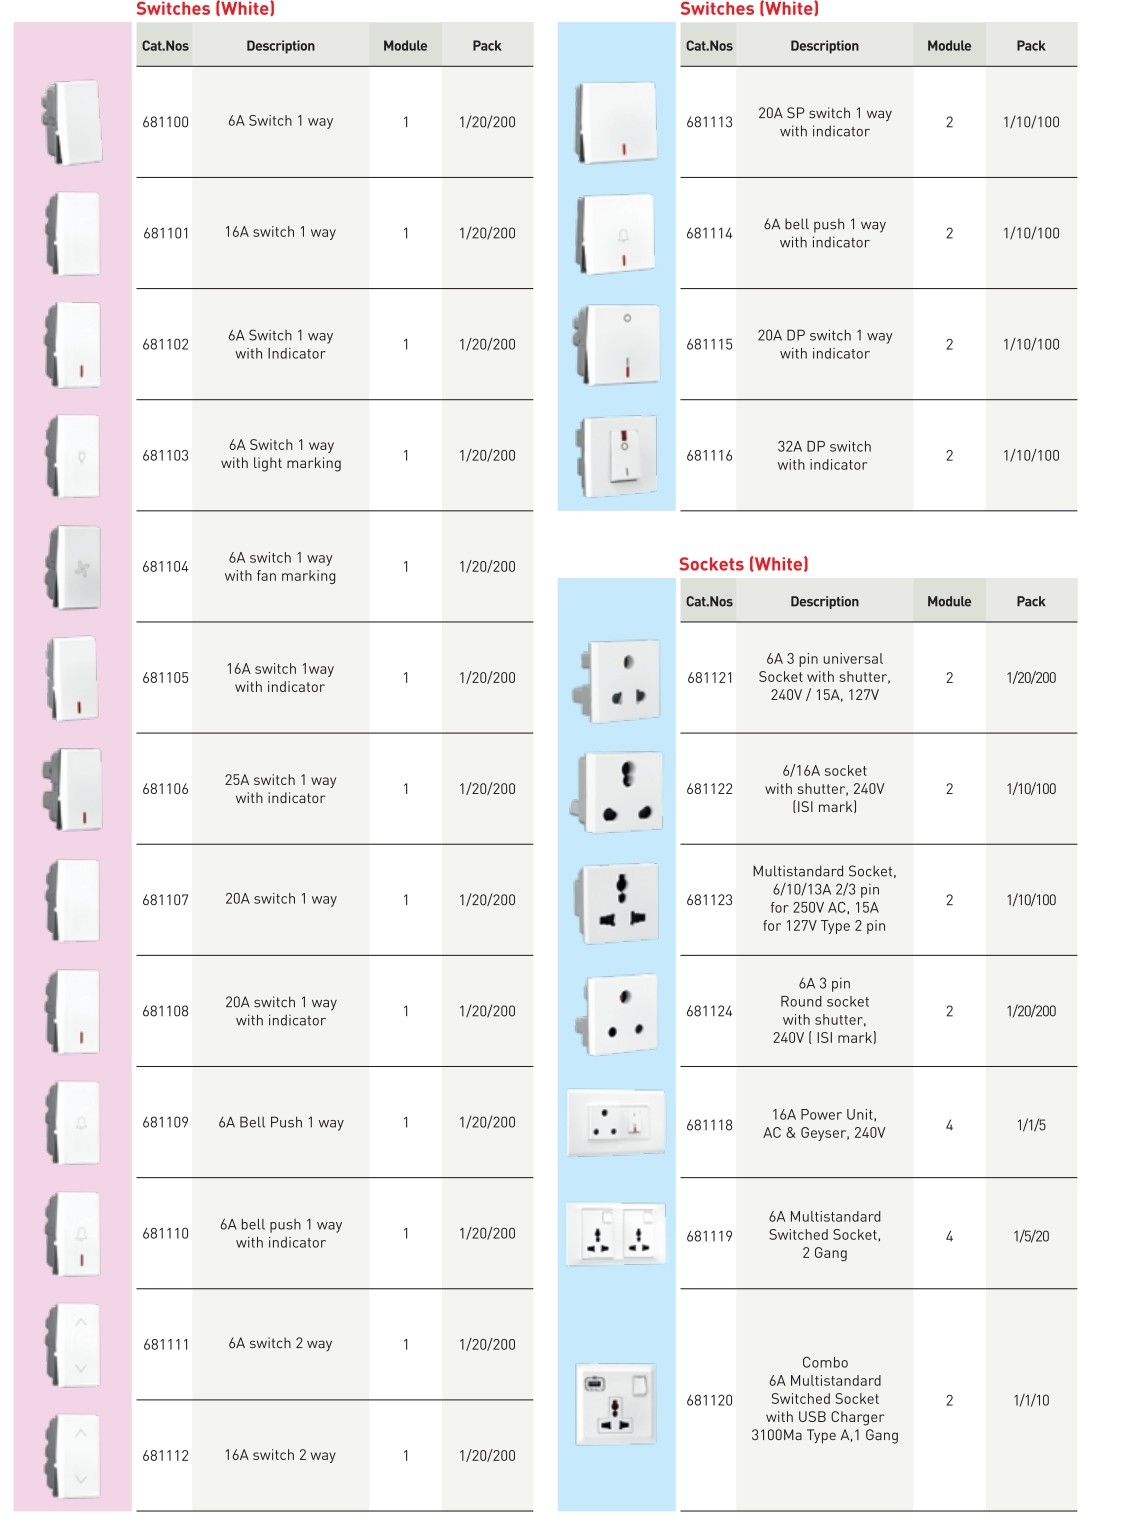 Switches (White)
Cat.Nos Description Module Pack
681100 6A Switch 1 way 1 1/20/200
681101 16A switch 1 way 1 1/20/200
681102 6A Switch 1 way
with Indicator 1 1/20/200
681103 6A Switch 1 way
with light marking 1 1/20/200
681104 6A switch 1 way
with fan marking 1 1/20/200
681105 16A switch 1way
with indicator 1 1/20/200
681106 25A switch 1 way
with indicator 1 1/20/200
681107 20A switch 1 way 1 1/20/200
681108 20A switch 1 way
with indicator 1 1/20/200
681109 6A Bell Push 1 way 1 1/20/200
681110 6A bell push 1 way
with indicator 1 1/20/200
681111 6A switch 2 way 1 1/20/200
681112 16A switch 2 way 1 1/20/200
Switches (White)
Cat.Nos Description Module Pack
681113 20A SP switch 1 way
with indicator 2 1/10/100
681114 6A bell push 1 way
with indicator 2 1/10/100
681115 20A DP switch 1 way
with indicator 2 1/10/100
681116 32A DP switch
with indicator 2 1/10/100
Sockets (White)
Cat.Nos Description Module Pack
681121 6A 3 pin universal
Socket with shutter,
240V / 15A, 127V 2 1/20/200
681122 6/16A socket
with shutter, 240V
(ISI mark) 2 1/10/100
681123 Multistandard Socket,
6/10/13A 2/3 pin
for 250V AC, 15A
for 127V Type 2 pin 2 1/10/100
681124 6A 3 pin
Round socket
with shutter,
240V ( ISI mark) 2 1/20/200
681118 16A Power Unit,
AC & Geyser, 240V 4 1/1/5
681119 6A Multistandard
Switched Socket,
2 Gang 4 1/5/20
681120 Combo
6A Multistandard
Switched Socket
with USB Charger
3100Ma Type A,1 Gang 2 1/1/10